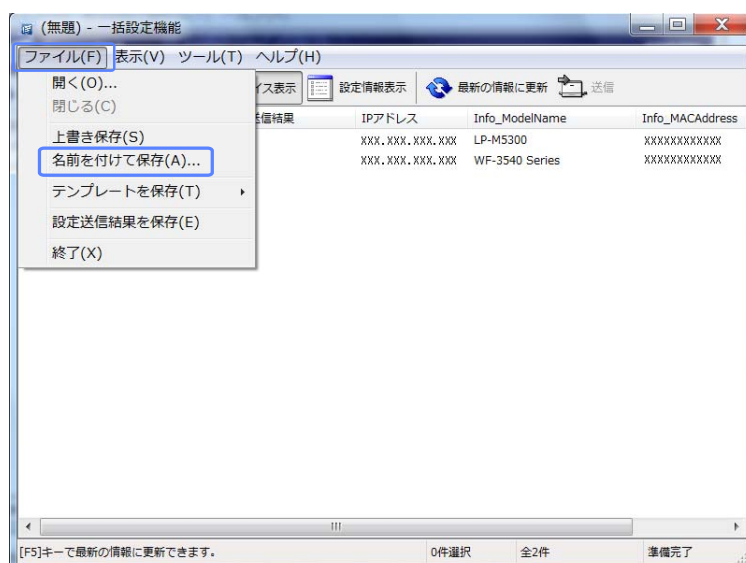 (無題) - 一括設定機能
ファイル(F) 表示(V) ツール(T) ヘルプ(H)
開く(O)...
閉じる(C)
上書き保存(S)
名前を付けて保存(A)...
テンプレートを保存(T)
設定送信結果を保存(E)
終了(X)
イス表示 設定情報表示 最新の情報に更新 送信
信結果 IPアドレス Info_ModelName Info_MACAddress
XXX.XXX.XXX.XXX LP-M5300 XXXXXXXXXXXX
XXX.XXX.XXX.XXX WF-3540 Series XXXXXXXXXXXX
[F5]キーで最新の情報に更新できます。 0件選択 全2件 準備完了